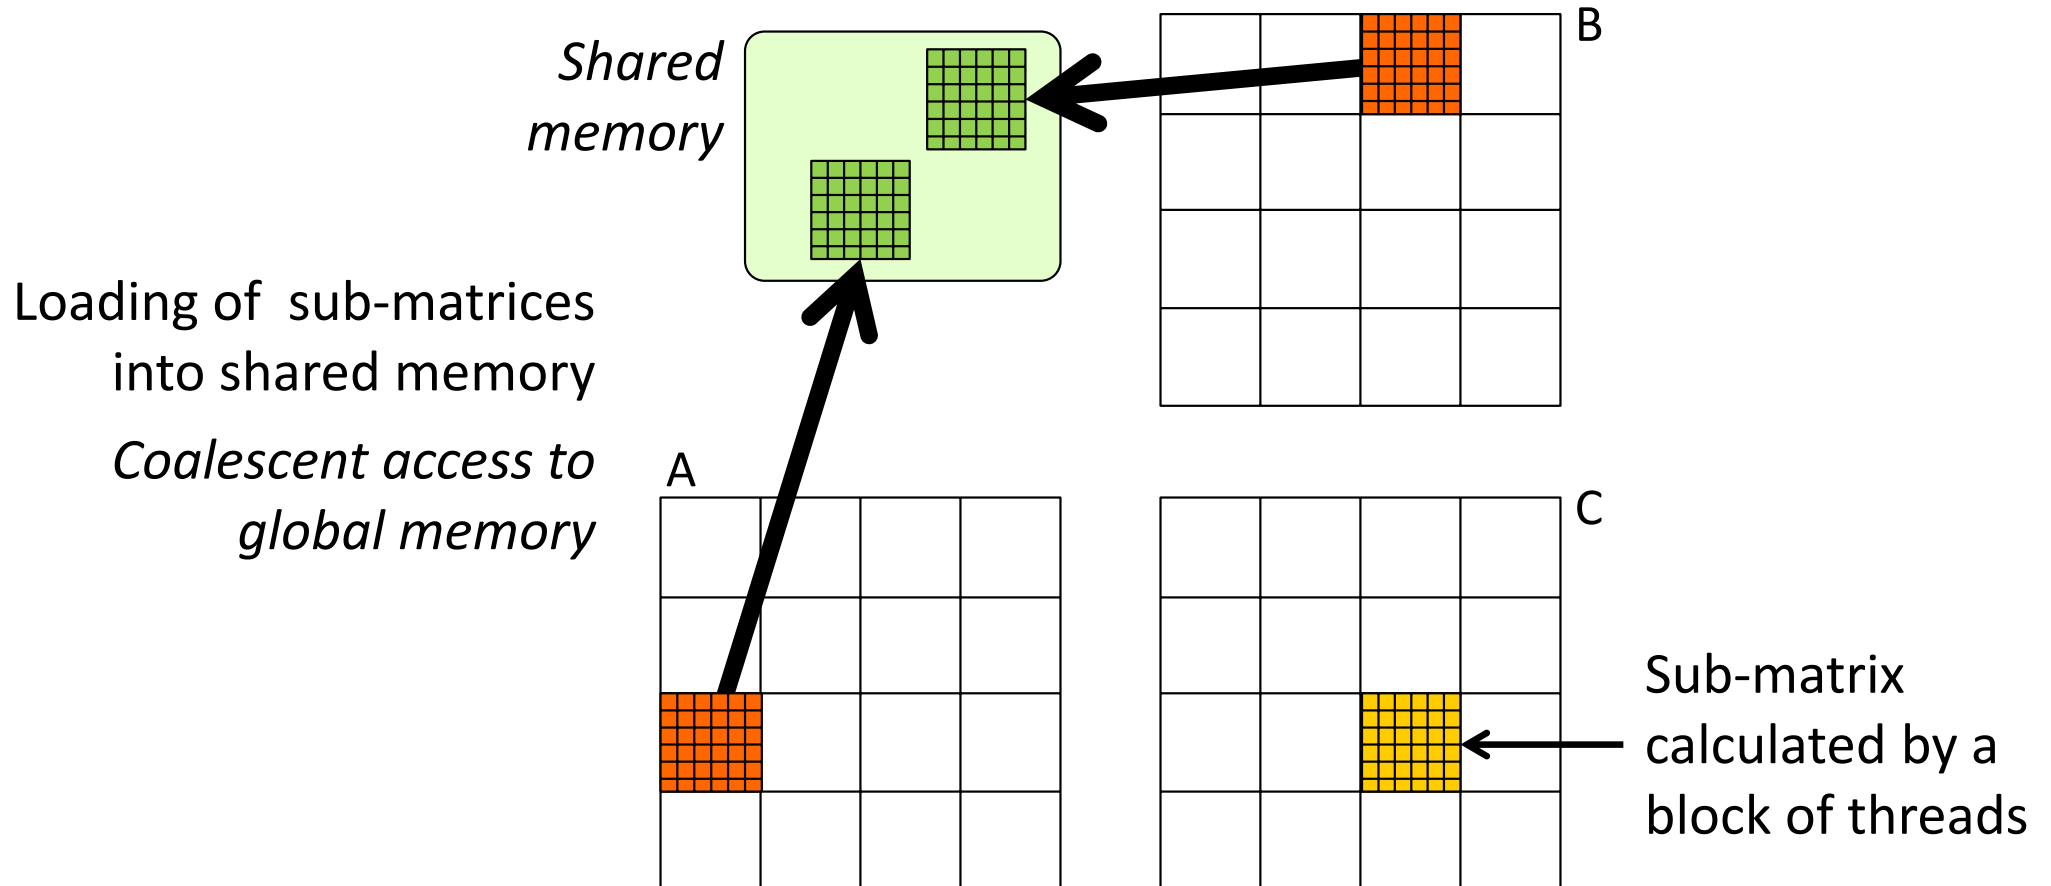 Shared
memory
B
Loading of  sub-matrices
into shared memory
Coalescent access to
global memory
A
C
Sub-matrix
calculated by a
block of threads